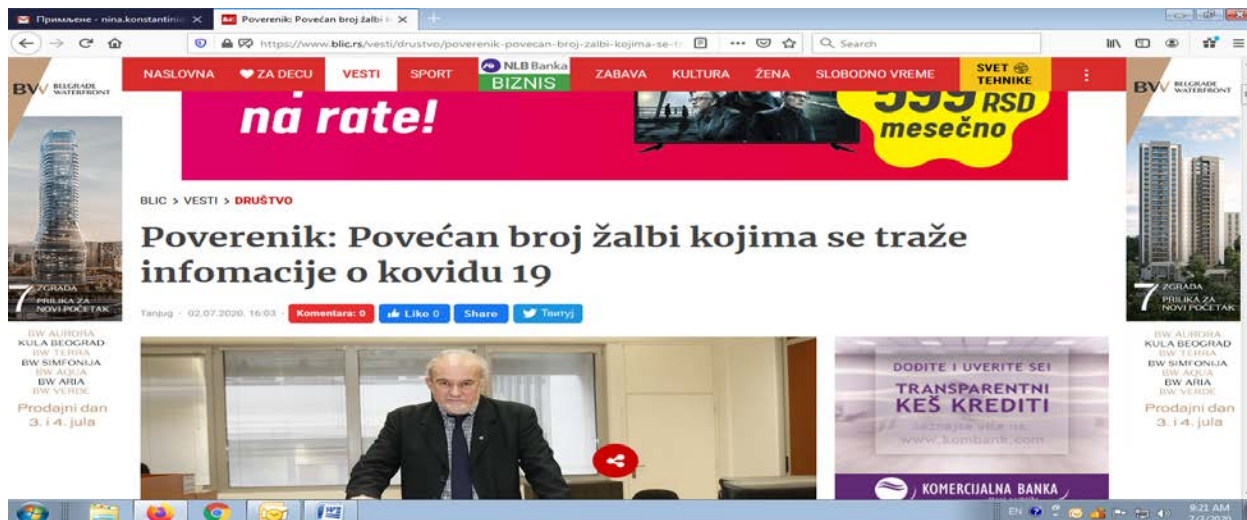 Примљене - nina.konstantini
Poverenik: Povećan broj žalbi k
https://www.blic.rs/vesti/drustvo/poverenik-povecan-broj-zalbi-kojima-se-t
Search
NASLOVNA ZA DECU VESTI SPORT NLB Banka BIZNIS ZABAVA KULTURA ŽENA SLOBODNO VREME SVET TEHNIKE
BW BELGRADE WATERFRONT
na rate!
599 RSD
mesečno
BW BELGRADE WATERFRONT
BLIC > VESTI > DRUŠTVO
Poverenik: Povećan broj žalbi kojima se traže
infomacije o kovidu 19
Tanjug - 02.07.2020. 16:03 - Komentara: 0 Like 0 Share Твитуј
7 ZGRADA
PRILIKA ZA
NOVI POČETAK
BW AURORA
KULA BEOGRAD
BW TERRA
BW SIMFONIJA
BW AQUA
BW ARIA
BW VERDE
Prodajni dan
3. i 4. jula
DOĐITE I UVERITE SE!
TRANSPARENTNI
KEŠ KREDITI
saznajte više na:
www.kombank.com
KOMERCIJALNA BANKA
7 ZGRADA
PRILIKA ZA
NOVI POČETAK
BW AURORA
KULA BEOGRAD
BW TERRA
BW SIMFONIJA
BW AQUA
BW ARIA
BW VERDE
Prodajni dan
3. i 4. jula
EN
9:21 AM
7/3/2020